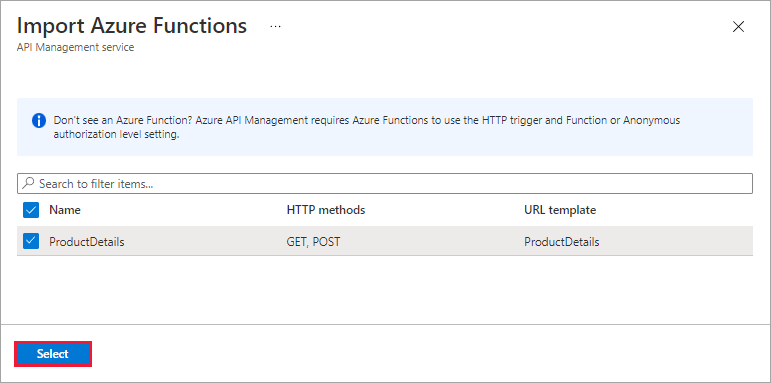 Import Azure Functions ...
API Management service
Don't see an Azure Function? Azure API Management requires Azure Functions to use the HTTP trigger and Function or Anonymous
authorization level setting.
Search to filter items...
Name HTTP methods URL template
ProductDetails GET, POST ProductDetails
Select